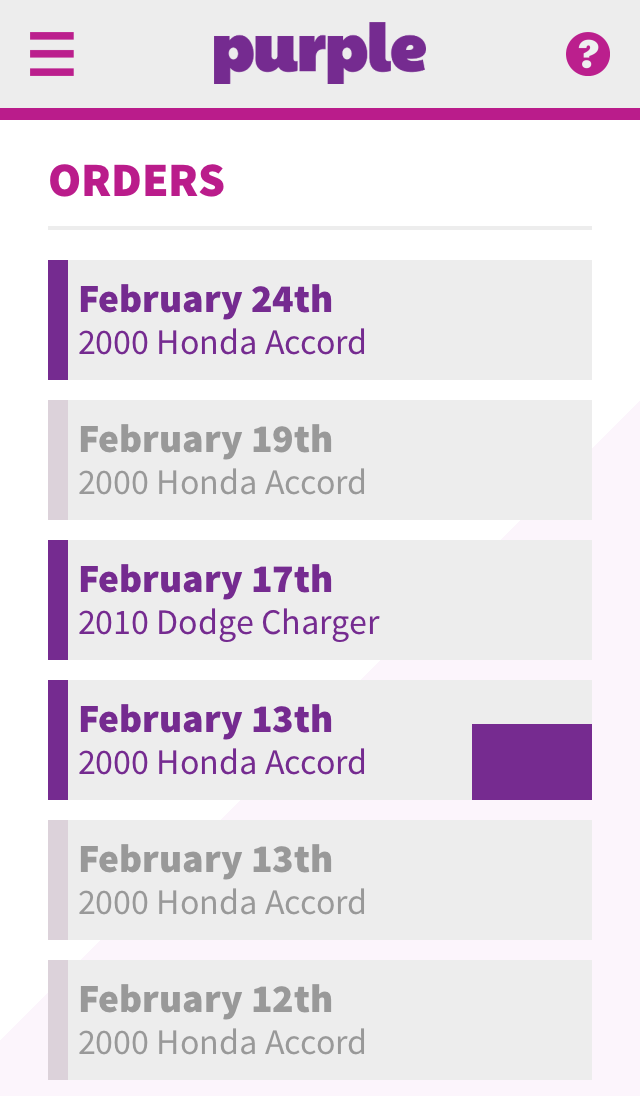 purple
?
ORDERS
February 24th
2000 Honda Accord
February 19th
2000 Honda Accord
February 17th
2010 Dodge Charger
February 13th
2000 Honda Accord
February 13th
2000 Honda Accord
February 12th
2000 Honda Accord